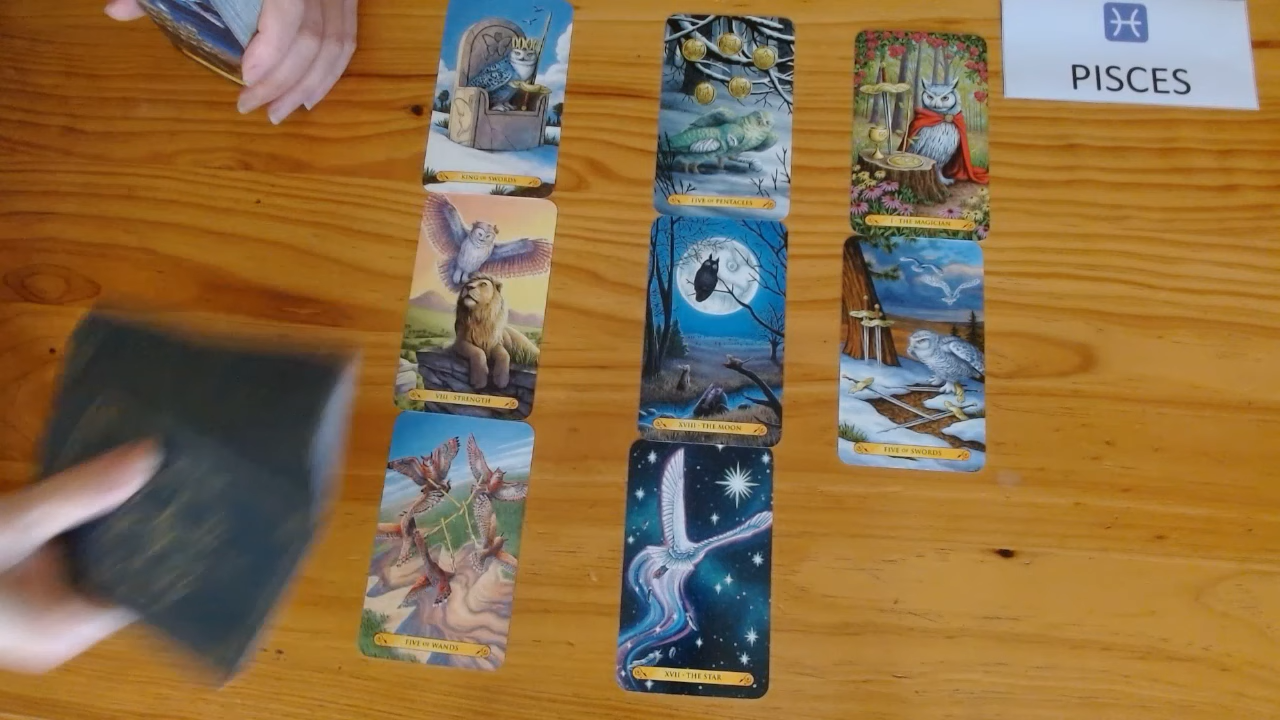 PISCES
KING OF SWORDS
FIVE OF PENTACLES
I · THE MAGICIAN
VIII · STRENGTH
XVIII · THE MOON
FIVE OF SWORDS
FIVE OF WANDS
XVII · THE STAR